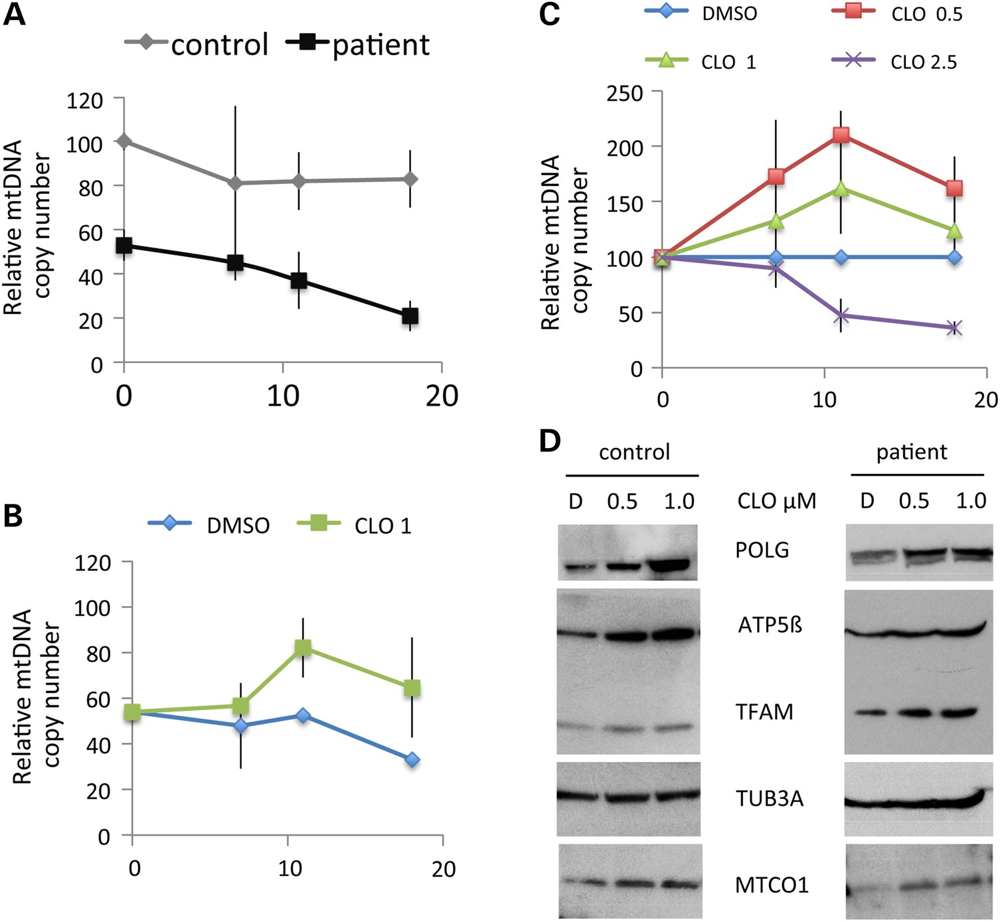 A
control patient
Relative mtDNA
copy number
120
100
80
60
40
20
0
0 10 20
B
DMSO CLO 1
Relative mtDNA
copy number
120
100
80
60
40
20
0
0 10 20
C
DMSO CLO 0.5
CLO 1 CLO 2.5
Relative mtDNA
copy number
250
200
150
100
50
0
0 10 20
D
control patient
D 0.5 1.0 CLO µM D 0.5 1.0
POLG
ATP5ß
TFAM
TUB3A
MTCO1